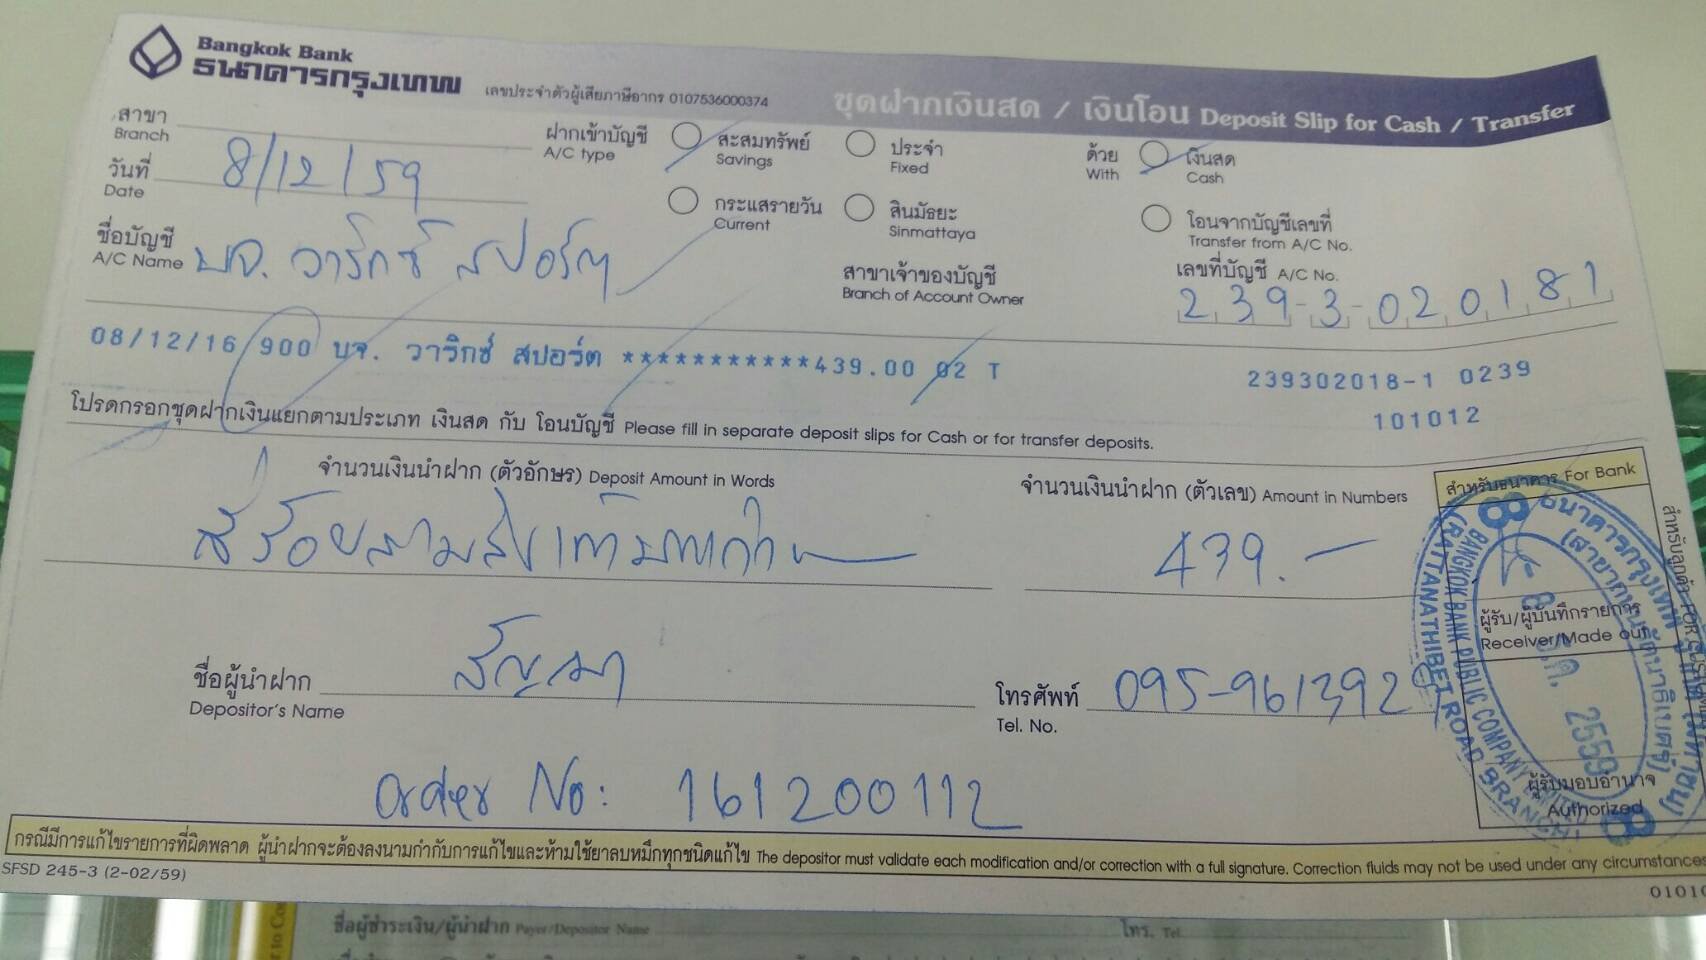 Bangkok Bank
ธนาคารกรุงเทพ
เลขประจำตัวผู้เสียภาษีอากร 0107536000374
ชุดฝากเงินสด / เงินโอน Deposit Slip for Cash / Transfer
สาขา
Branch
ฝากเข้าบัญชี
A/C type
สะสมทรัพย์
Savings
ประจำ
Fixed
ด้วย
With
เงินสด
Cash
วันที่ 8/12/59
Date
กระแสรายวัน
Current
สินมัธยะ
Sinmattaya
โอนจากบัญชีเลขที่
Transfer from A/C No.
ชื่อบัญชี
A/C Name บจ. วาริกซ์ สปอร์ต
สาขาเจ้าของบัญชี
Branch of Account Owner
เลขที่บัญชี A/C No.
239-3-020181
08/12/16 900 บจ. วาริกซ์ สปอร์ต ***********439.00 02 T
239302018-1 0239
101012
โปรดกรอกชุดฝากเงินแยกตามประเภท เงินสด กับ โอนบัญชี Please fill in separate deposit slips for Cash or for transfer deposits.
จำนวนเงินนำฝาก (ตัวอักษร) Deposit Amount in Words
จำนวนเงินนำฝาก (ตัวเลข) Amount in Numbers
สำหรับธนาคาร For Bank
สี่ร้อยสามสิบเก้าบาทถ้วน
439.-
ผู้รับ/ผู้บันทึกรายการ
Receiver/Made out
ธนาคารกรุงเทพ จำกัด (มหาชน)
(สาขาถนนรัตนาธิเบศร์)
BANGKOK BANK PUBLIC COMPANY LIMITED
(RATTANATHIBET ROAD BRANCH)
8
8
8 ธ.ค. 2559
ชื่อผู้นำฝาก สัญญา
Depositor's Name
โทรศัพท์ 095-9613929
Tel. No.
ผู้รับมอบอำนาจ
Authorized
Order No: 161200112
กรณีมีการแก้ไขรายการที่ผิดพลาด ผู้นำฝากจะต้องลงนามกำกับการแก้ไขและห้ามใช้ยาลบหมึกทุกชนิดแก้ไข The depositor must validate each modification and/or correction with a full signature. Correction fluids may not be used under any circumstances
SFSD 245-3 (2-02/59)
สำหรับลูกค้า FOR
01010
ชื่อผู้ชำระเงิน/ผู้นำฝาก Payer/Depositor Name
โทร. Tel.